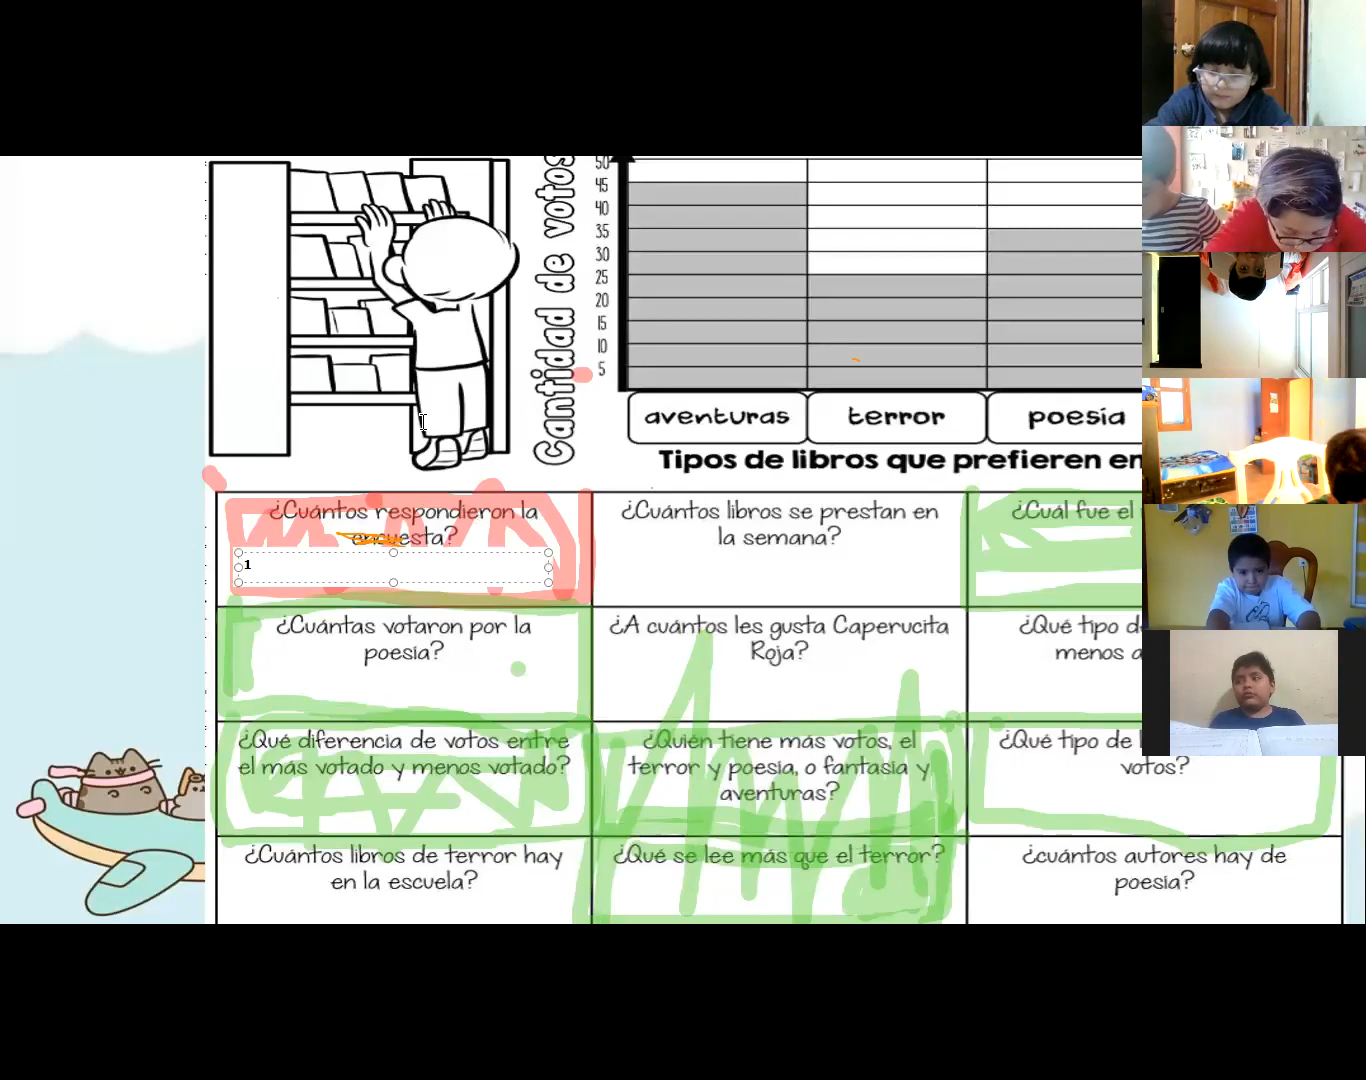 Cantidad de votos
50
45
40
35
30
25
20
15
10
5
aventuras terror poesía
Tipos de libros que prefieren en
¿Cuántos respondieron la
encuesta?
1
¿Cuántos libros se prestan en
la semana?
¿Cuál fue el
¿Cuántas votaron por la
poesía?
¿A cuántos les gusta Caperucita
Roja?
¿Qué tipo d
menos a
¿Qué diferencia de votos entre
el más votado y menos votado?
¿Quién tiene más votos, el
terror y poesía, o fantasía y
aventuras?
¿Qué tipo de l
votos?
¿Cuántos libros de terror hay
en la escuela?
¿Qué se lee más que el terror?
¿cuántos autores hay de
poesía?